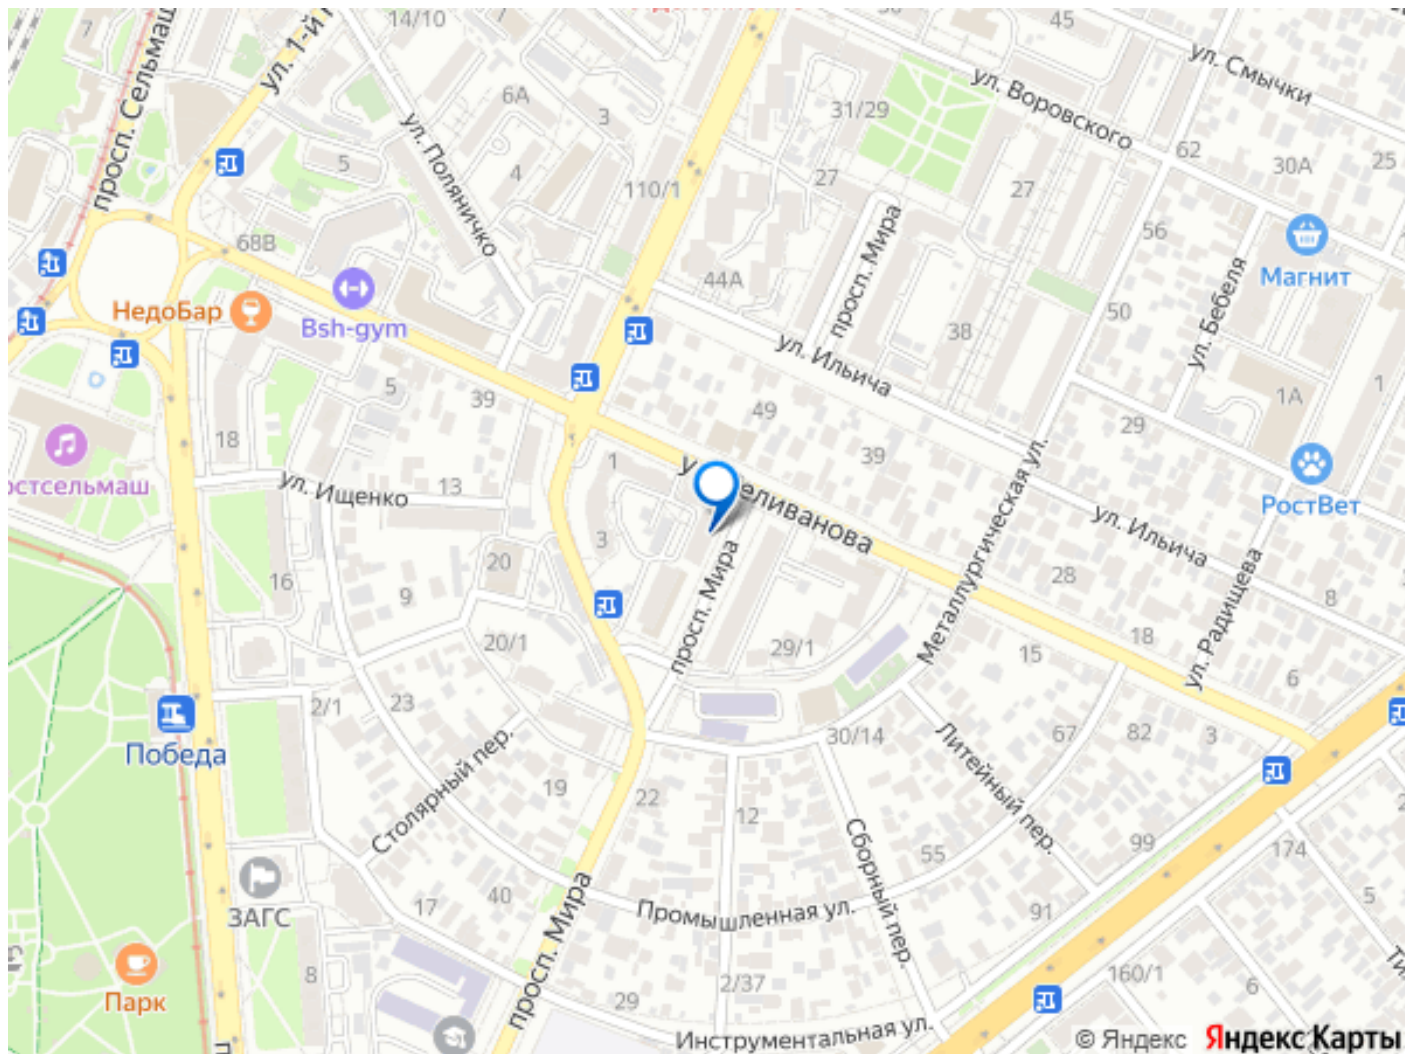 14/10
45
7
просп. Сельмаш
ул. 1-й
ул. Смычки
ул. Воровского
6А
3
31/29
ул. Поляничко
62
30А
25
5
4
110/1
27
27
просп. Мира
68В
56
44А
ул. Бебеля
Магнит
НедоБар
Bsh-gym
50
38
ул. Ильича
5
39
49
1А
1
29
18
39
остсельмаш
ул. Ищенко
13
1
еливанова
РостВет
Металлургическая ул.
ул. Ильича
3
20
16
9
просп. Мира
28
8
ул. Радищева
20/1
29/1
15
18
6
2/1
23
Победа
30/14
67
82
3
Литейный пер.
Столярный пер.
19
22
12
Сборный пер.
55
99
174
ЗАГС
17
40
просп. Мира
Промышленная ул.
91
5
Парк
8
29
2/37
160/1
6
Инструментальная ул.
© Яндекс Яндекс Карты